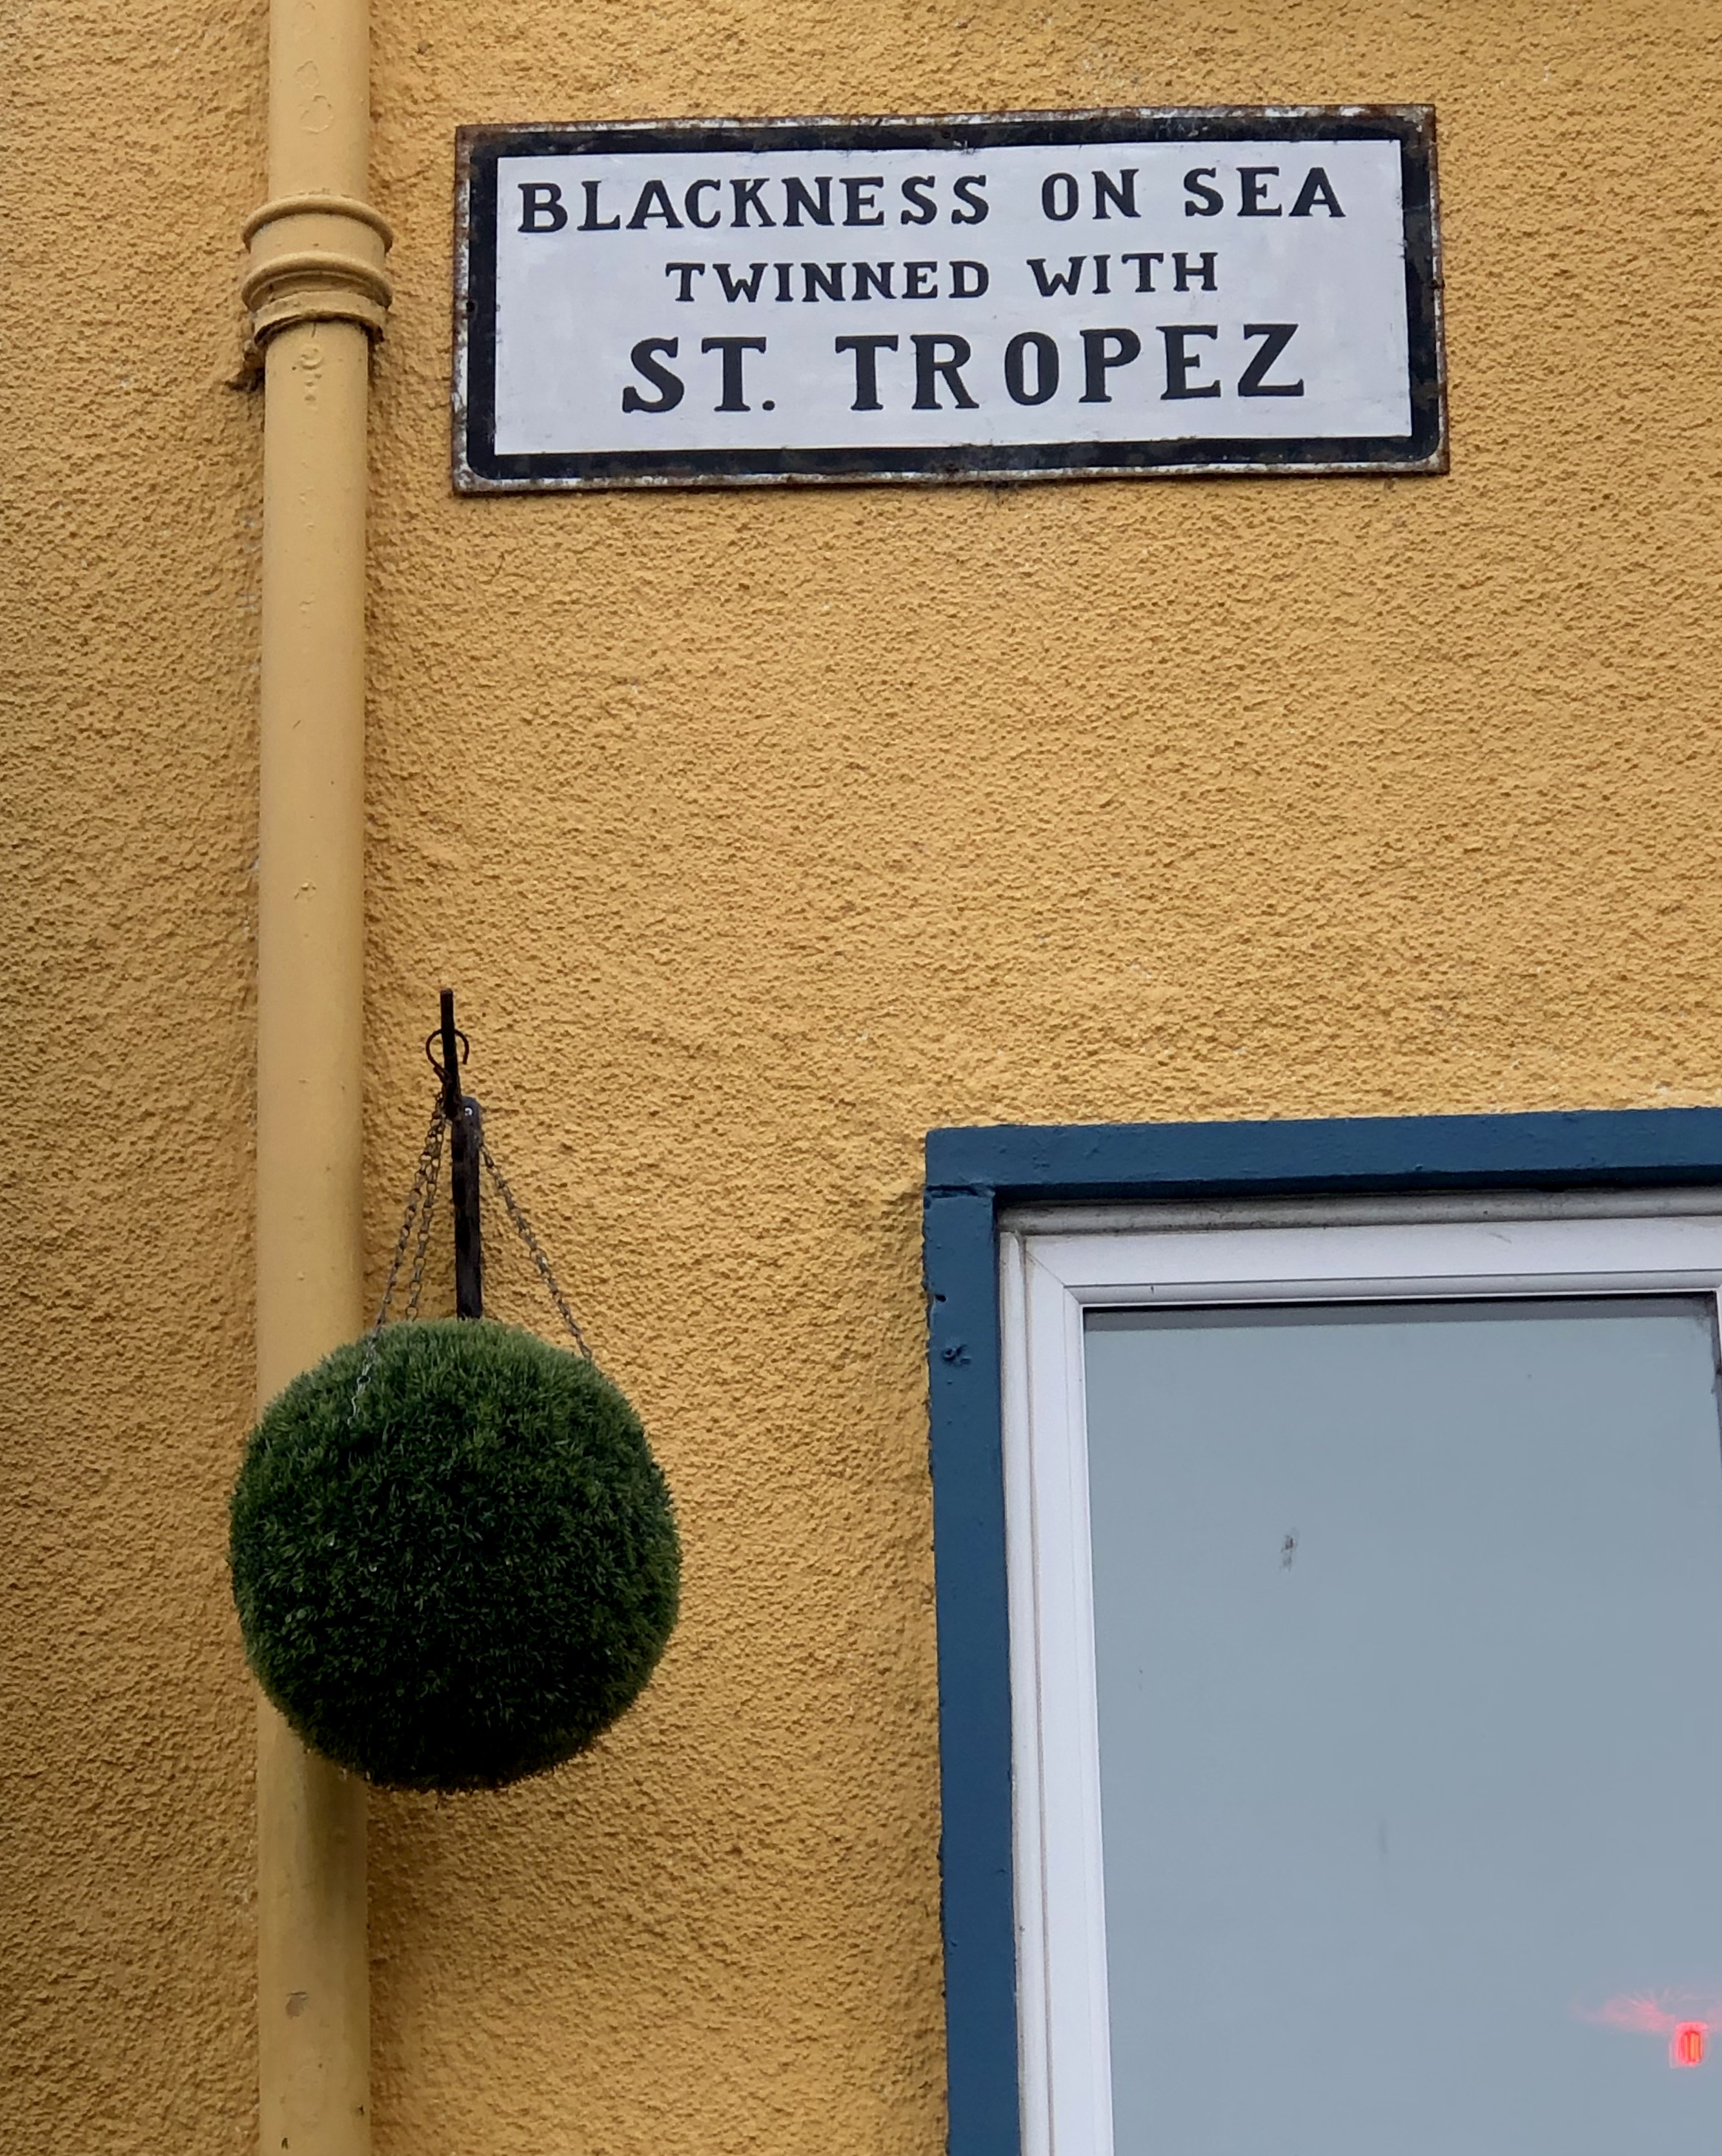 BLACKNESS ON SEA
TWINNED WITH
ST. TROPEZ